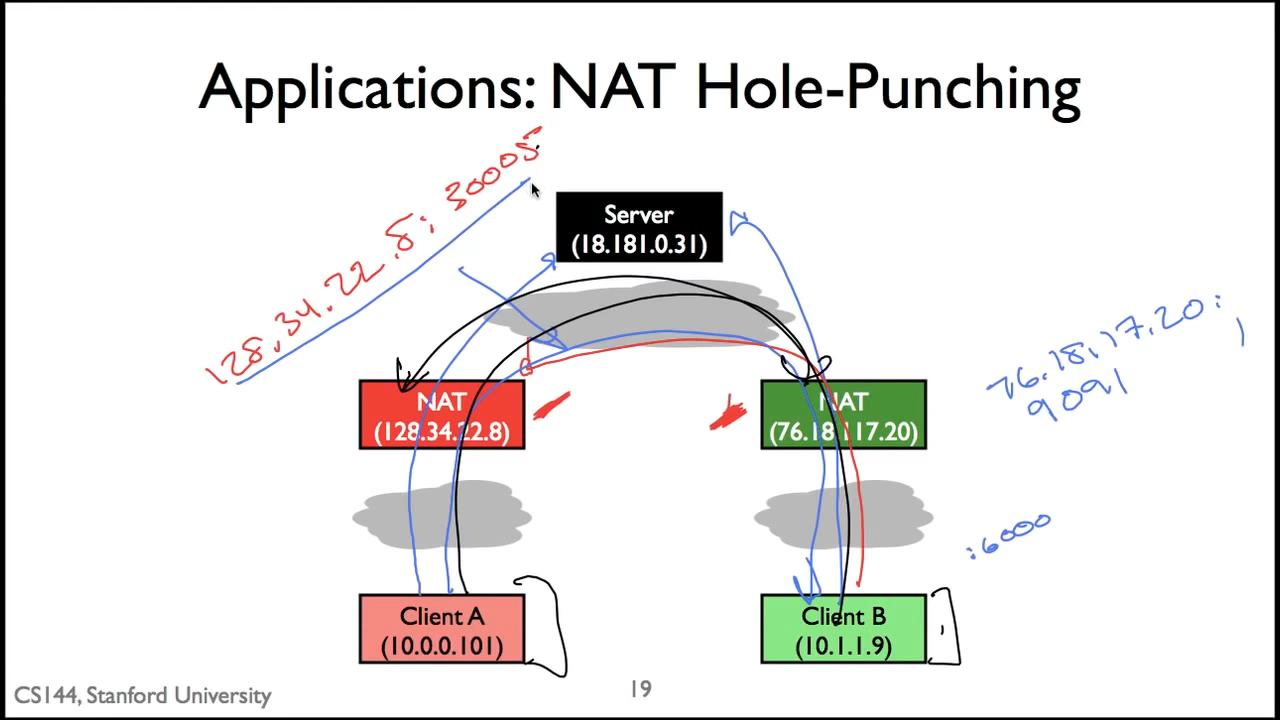 Applications: NAT Hole-Punching
128.34.22.8: 30005
Server
(18.181.0.31)
NAT
(128.34.22.8)
NAT
(76.18.117.20)
76.18.17.20:
9091
:6000
Client A
(10.0.0.101)
Client B
(10.1.1.9)
CS144, Stanford University
19